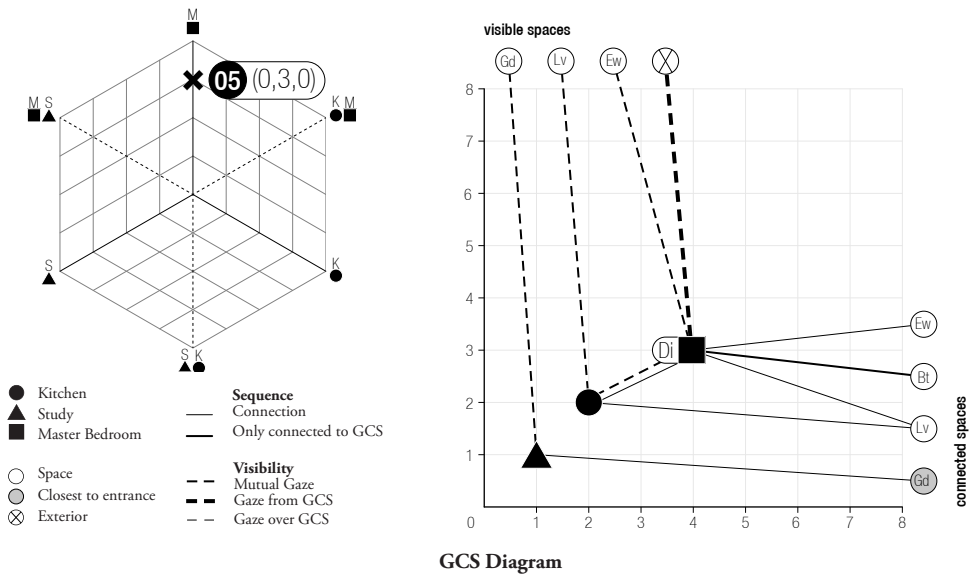 M
05 (0,3,0)
M S
K M
S
K
S K
Kitchen
Study
Master Bedroom
Space
Closest to entrance
Exterior
Sequence
Connection
Only connected to GCS
Visibility
Mutual Gaze
Gaze from GCS
Gaze over GCS
visible spaces
Gd Lv Ew X
8
7
6
5
4
3
2
1
0 1 2 3 4 5 6 7 8
Di
Ew
Bt
Lv
Gd
connected spaces
GCS Diagram